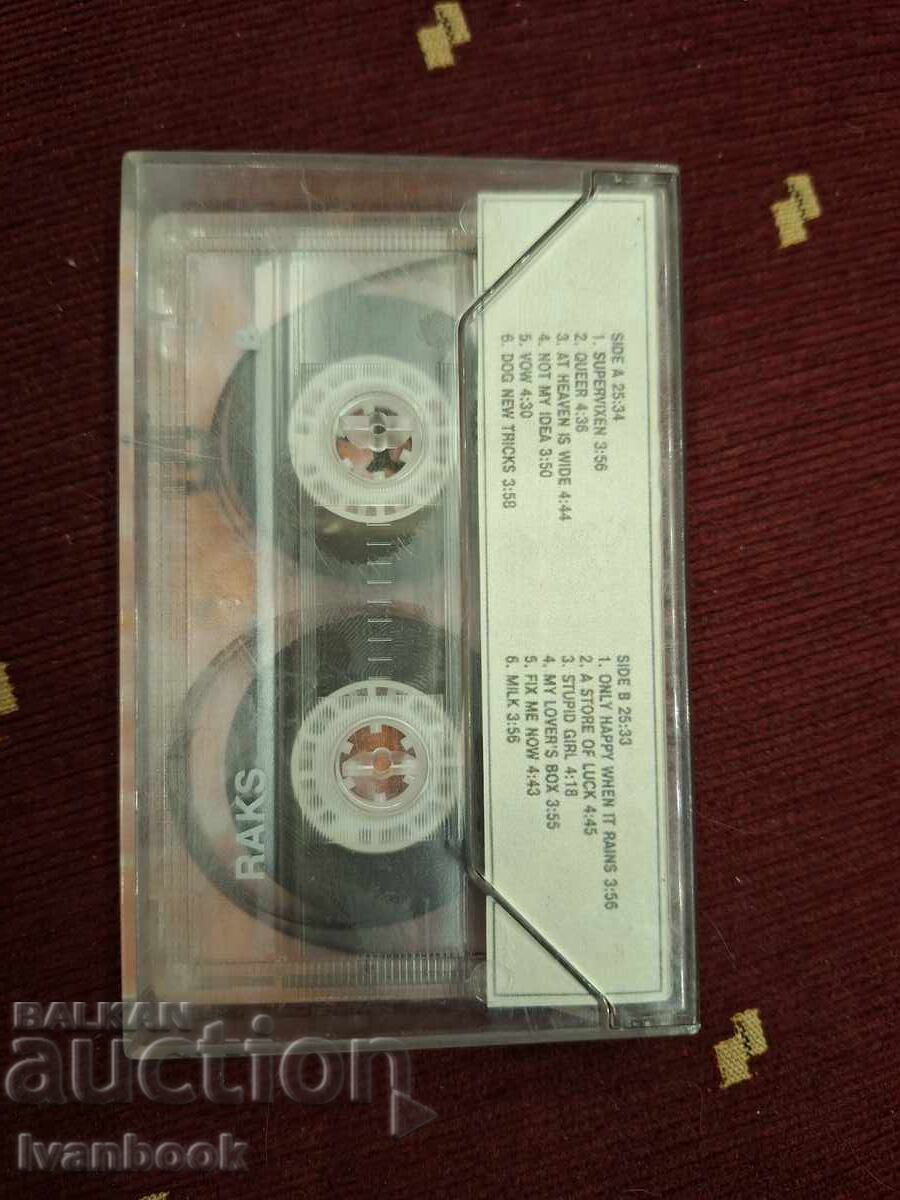 SIDE A 25:34
1. SUPERVIXEN 3:56
2. QUEER 4:36
3. AT HEAVEN IS WIDE 4:44
4. NOT MY IDEA 3:50
5. VOW 4:30
6. DOG NEW TRICKS 3:58
SIDE B 25:33
1. ONLY HAPPY WHEN IT RAINS 3:56
2. A STORE OF LUCK 4:45
3. STUPID GIRL 4:18
4. MY LOVER'S BOX 3:55
5. FIX ME NOW 4:43
6. MILK 3:56
B
RAKS
BALKAN
auction
Ivanbook